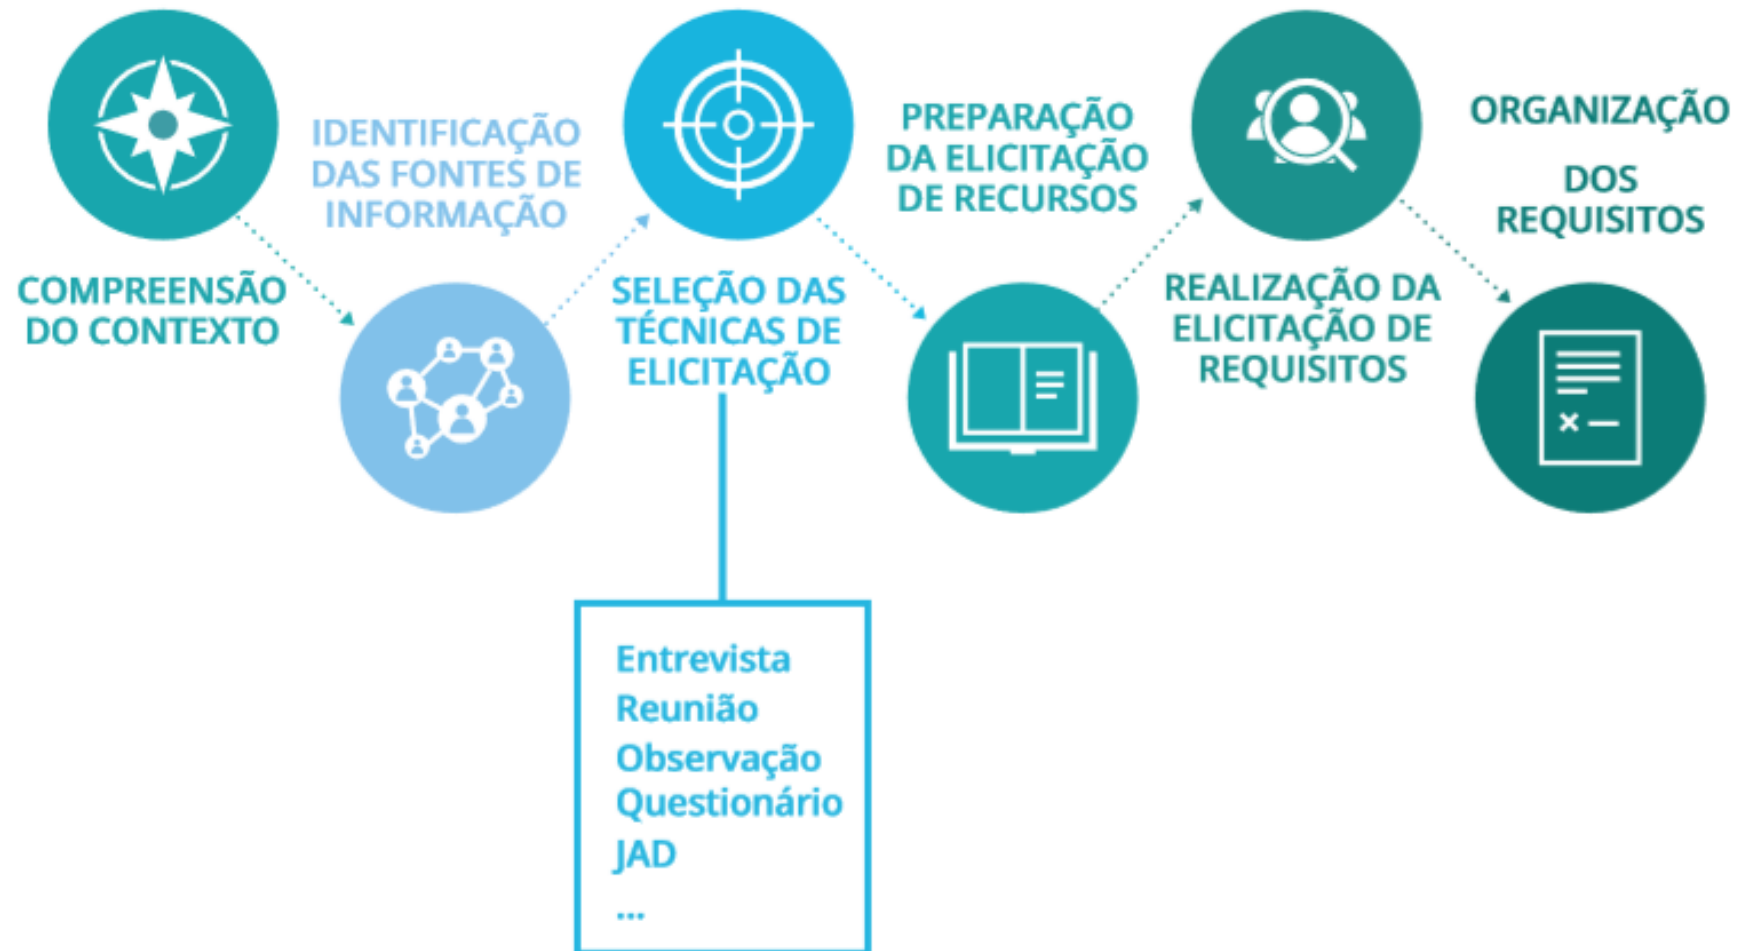 COMPREENSÃO
DO CONTEXTO
IDENTIFICAÇÃO
DAS FONTES DE
INFORMAÇÃO
SELEÇÃO DAS
TÉCNICAS DE
ELICITAÇÃO
PREPARAÇÃO
DA ELICITAÇÃO
DE RECURSOS
REALIZAÇÃO DA
ELICITAÇÃO DE
REQUISITOS
ORGANIZAÇÃO
DOS
REQUISITOS
Entrevista
Reunião
Observação
Questionário
JAD
...